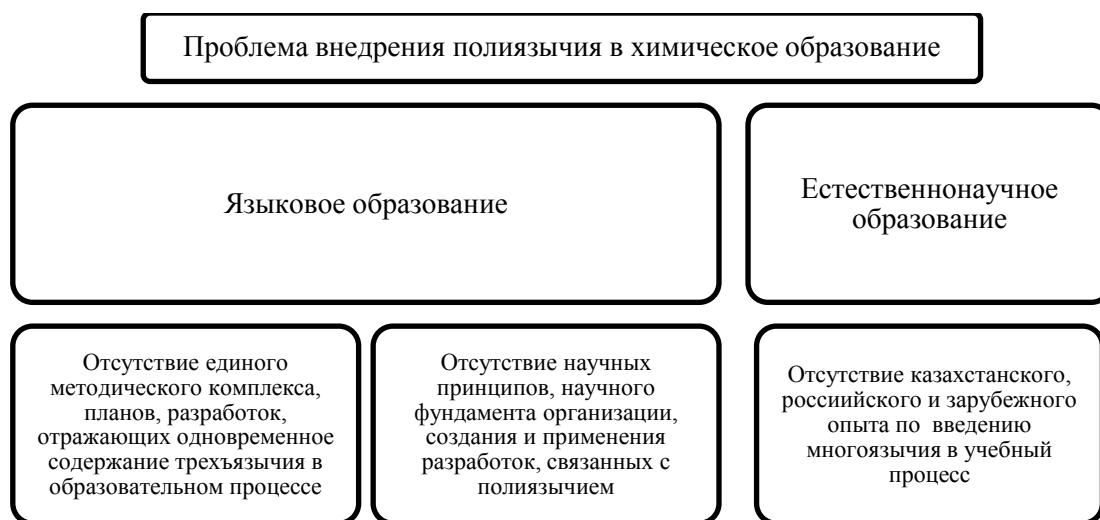 Проблема внедрения полиязычия в химическое образование
Языковое образование
Естественнонаучное
образование
Отсутствие единого
методического комплекса,
планов, разработок,
отражающих одновременное
содержание трехъязычия в
образовательном процессе
Отсутствие научных
принципов, научного
фундамента организации,
создания и применения
разработок, связанных с
полиязычием
Отсутствие казахстанского,
россиийского и зарубежного
опыта по введению
многоязычия в учебный
процесс